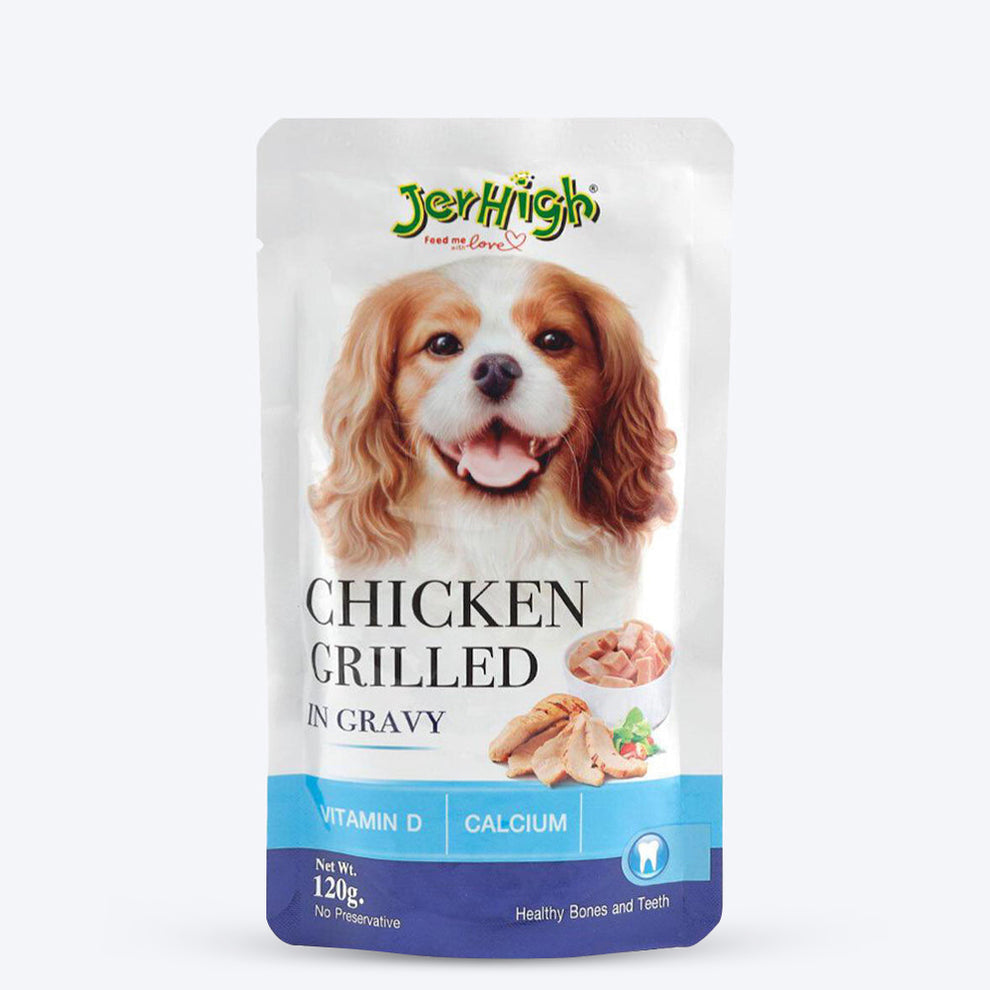 JerHigh®
Feed me
with love
CHICKEN
GRILLED
IN GRAVY
VITAMIN D
CALCIUM
Net Wt.
120g.
No Preservative
Healthy Bones and Teeth